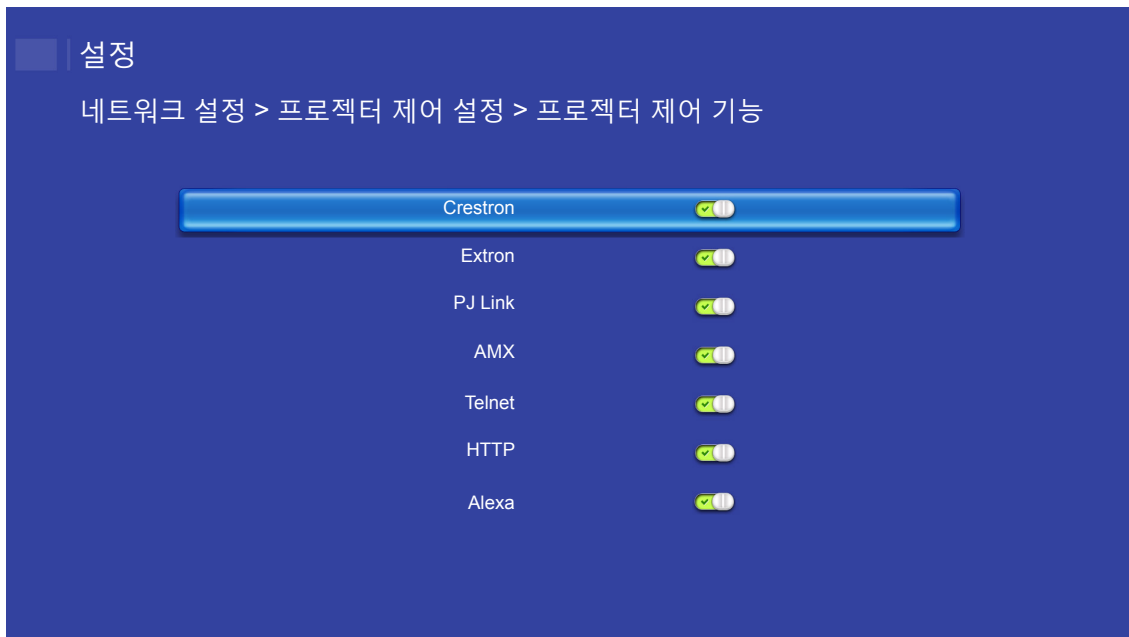 설정
네트워크 설정 > 프로젝터 제어 설정 > 프로젝터 제어 기능
Crestron
Extron
PJ Link
AMX
Telnet
HTTP
Alexa